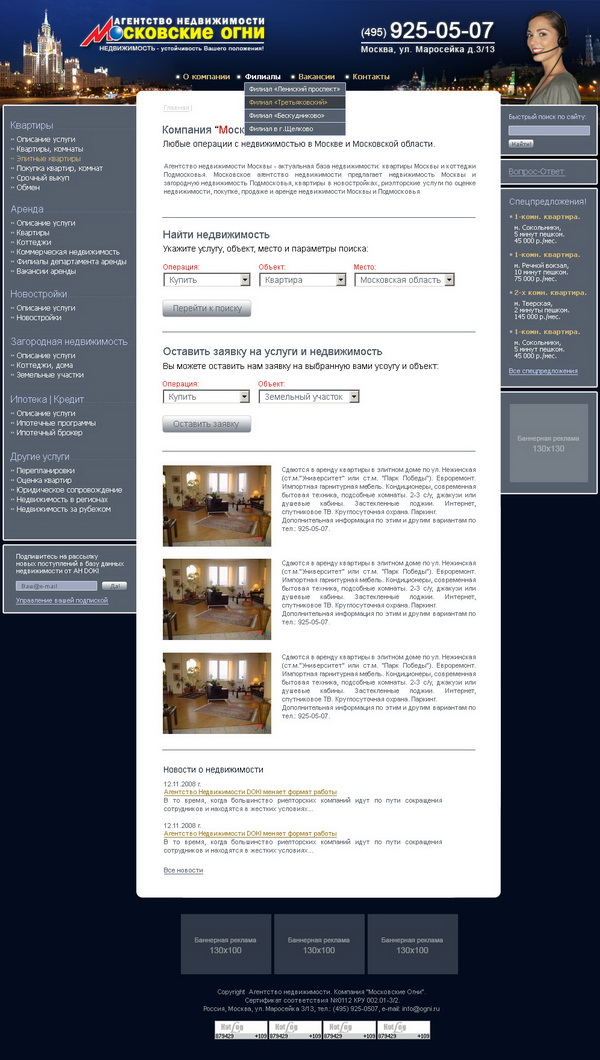 АГЕНТСТВО НЕДВИЖИМОСТИ
МОСКОВСКИЕ ОГНИ
НЕДВИЖИМОСТЬ - устойчивость Вашего положения!
(495) 925-05-07
Москва, ул. Маросейка д.3/13
О компании
Филиалы
Вакансии
Контакты
Филиал «Ленинский проспект»
Филиал «Третьяковский»
Филиал «Бескудниково»
Филиал в г.Щелково
Квартиры
Описание услуги
Квартиры, комнаты
Элитные квартиры
Покупка квартир, комнат
Срочный выкуп
Обмен
Аренда
Описание услуги
Квартиры
Коттеджи
Коммерческая недвижимость
Филиалы департамента аренды
Вакансии аренды
Новостройки
Описание услуги
Новостройки
Загородная недвижимость
Описание услуги
Коттеджи, дома
Земельные участки
Ипотека | Кредит
Описание услуги
Ипотечные программы
Ипотечный брокер
Другие услуги
Перепланировки
Оценка квартир
Юридическое сопровождение
Недвижимость в регионах
Недвижимость за рубежом
Подпишитесь на рассылку
новых поступлений в базу данных
недвижимости от АН DOKI
Ваш@e-mail
Да!
Управление вашей подпиской
Главная |
Компания "Моск
Любые операции с недвижимостью в Москве и Московской области.
Агентство недвижимости Москвы - актуальная база недвижимости: квартиры Москвы и коттеджи
Подмосковья. Московское агентство недвижимости предлагает недвижимость Москвы и
загородную недвижимость Подмосковья, квартиры в новостройках, риэлторские услуги по оценке
недвижимости, покупке, продаже и аренде недвижимости Москвы и Подмосковья
Найти недвижимость
Укажите услугу, объект, место и параметры поиска:
Операция: Объект: Место:
Купить Квартира Московская область
Перейти к поиску
Оставить заявку на услуги и недвижимость
Вы можете оставить нам заявку на выбранную вами усоугу и объект:
Операция: Объект:
Купить Земельный участок
Оставить заявку
Сдаются в аренду квартиры в элитном доме по ул. Нежинская
(ст.м."Университет" или ст.м. "Парк Победы"). Евроремонт.
Импортная гарнитурная мебель. Кондиционеры, современная
бытовая техника, подсобные комнаты. 2-3 с/у, джакузи или
душевые кабины. Застекленные лоджии. Интернет,
спутниковое ТВ. Круглосуточная охрана. Паркинг.
Дополнительная информация по этим и другим вариантам по
тел.: 925-05-07.
Сдаются в аренду квартиры в элитном доме по ул. Нежинская
(ст.м."Университет" или ст.м. "Парк Победы"). Евроремонт.
Импортная гарнитурная мебель. Кондиционеры, современная
бытовая техника, подсобные комнаты. 2-3 с/у, джакузи или
душевые кабины. Застекленные лоджии. Интернет,
спутниковое ТВ. Круглосуточная охрана. Паркинг.
Дополнительная информация по этим и другим вариантам по
тел.: 925-05-07.
Сдаются в аренду квартиры в элитном доме по ул. Нежинская
(ст.м."Университет" или ст.м. "Парк Победы"). Евроремонт.
Импортная гарнитурная мебель. Кондиционеры, современная
бытовая техника, подсобные комнаты. 2-3 с/у, джакузи или
душевые кабины. Застекленные лоджии. Интернет,
спутниковое ТВ. Круглосуточная охрана. Паркинг.
Дополнительная информация по этим и другим вариантам по
тел.: 925-05-07.
Новости о недвижимости
12.11.2008 г.
Агентство Недвижимости DOKI меняет формат работы
В то время, когда большинство риелторских компаний идут по пути сокращения
сотрудников и находятся в жестких условиях...
12.11.2008 г.
Агентство Недвижимости DOKI меняет формат работы
В то время, когда большинство риелторских компаний идут по пути сокращения
сотрудников и находятся в жестких условиях...
Все новости
Быстрый поиск по сайту:
Найти!
Вопрос-Ответ
Спецпредложения!
1-комн. квартира.
м. Сокольники,
5 минут пешком.
45 000 р./мес.
1-комн. квартира.
м. Речной вокзал,
10 минут пешком.
75 000 р./мес.
2-х комн. квартира.
м. Тверская,
2 минуты пешком.
145 000 р./мес.
1-комн. квартира.
м. Сокольники,
5 минут пешком.
45 000 р./мес.
Все спецпредложения
Баннерная реклама
130x130
Баннерная реклама
130x100
Баннерная реклама
130x100
Баннерная реклама
130x100
Copyright Агентство недвижимости. Компания "Московские Огни".
Сертификат соответствия №0112 КРУ 002.01-3/2.
Россия, Москва, ул. Маросейка 3/13, тел.: (495) 925-0507, e-mail: info@ogni.ru
HotLog
879429 +109
HotLog
879429 +109
HotLog
879429 +109
HotLog
879429 +109